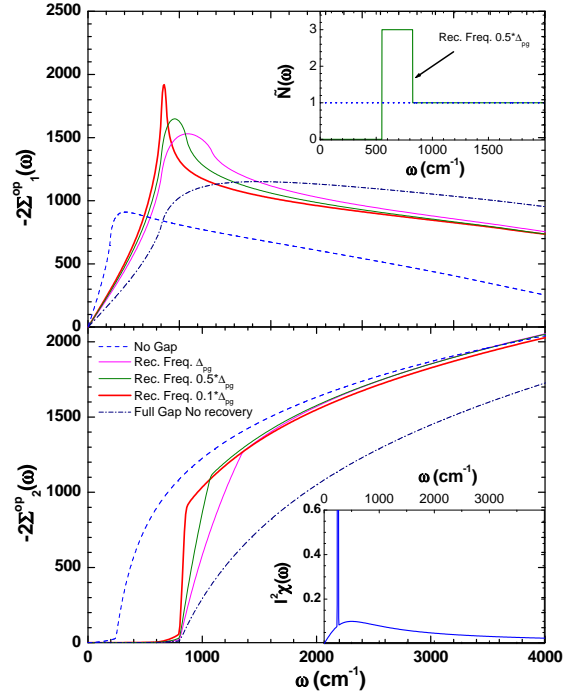 2500
2000
1500
1000
500
0
-2Σ^op_1(ω)
3
2
1
0
Ñ(ω)
Rec. Freq. 0.5*Δ_pg
0 500 1000 1500
ω (cm⁻¹)
2000
1500
1000
500
0
-2Σ^op_2(ω)
No Gap
Rec. Freq. Δ_pg
Rec. Freq. 0.5*Δ_pg
Rec. Freq. 0.1*Δ_pg
Full Gap No recovery
ω (cm⁻¹)
0 1000 2000 3000
0.6
0.4
0.2
I²χ(ω)
0 1000 2000 3000 4000
ω (cm⁻¹)